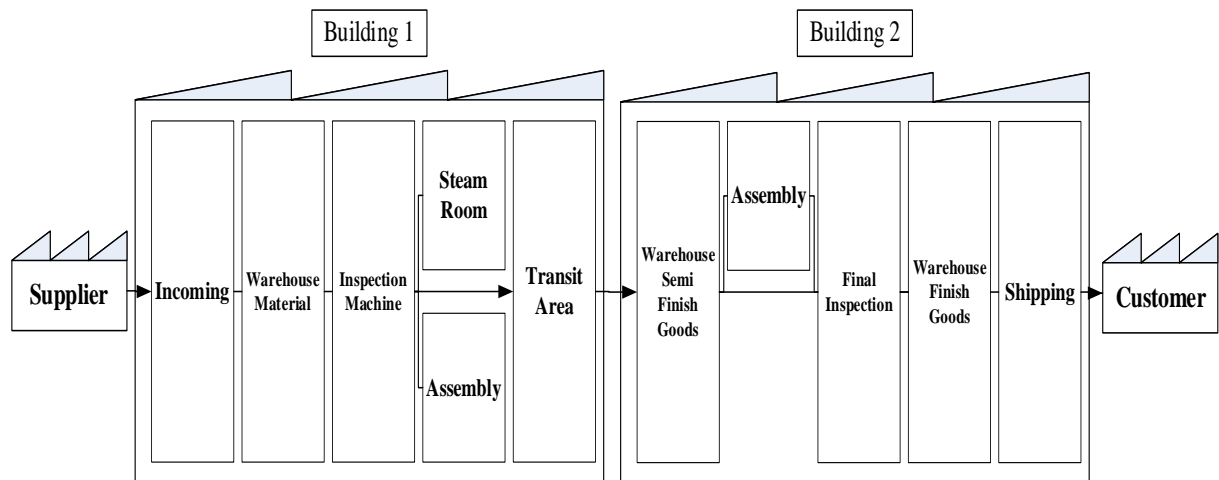 Building 1
Building 2
Supplier
Incoming
Warehouse
Material
Inspection
Machine
Steam
Room
Assembly
Transit
Area
Warehouse
Semi
Finish
Goods
Assembly
Final
Inspection
Warehouse
Finish
Goods
Shipping
Customer